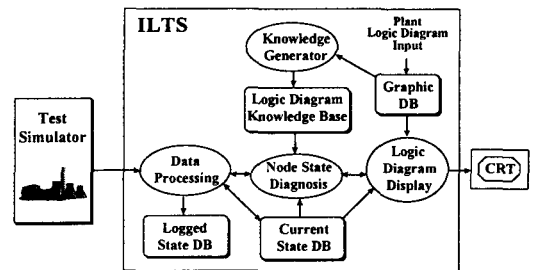 ILTS
Knowledge
Generator
Plant
Logic Diagram
Input
Logic Diagram
Knowledge Base
Graphic
DB
Test
Simulator
Data
Processing
Node State
Diagnosis
Logic
Diagram
Display
CRT
Logged
State DB
Current
State DB